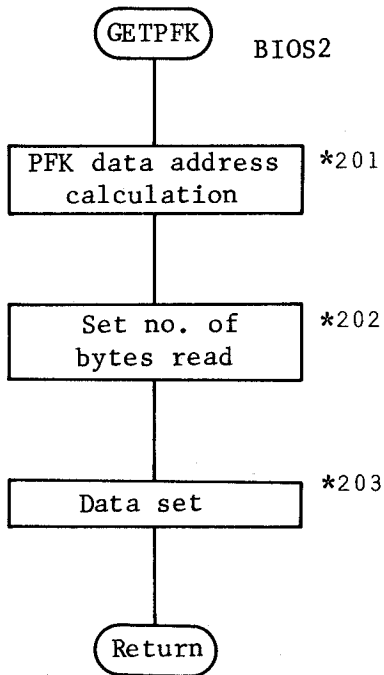 GETPFK
BIOS2
PFK data address
calculation
*201
Set no. of
bytes read
*202
Data set
*203
Return